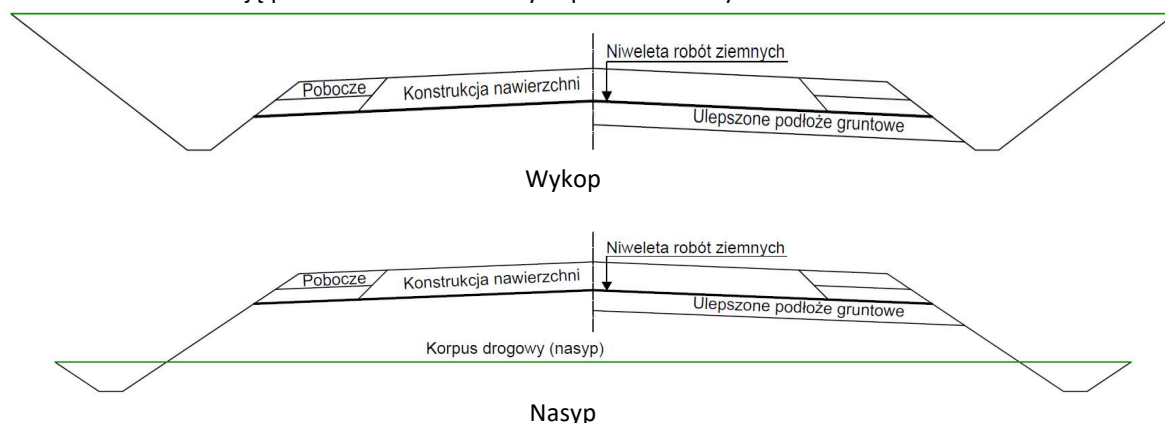 Niweleta robót ziemnych
Pobocze
Konstrukcja nawierzchni
Ulepszone podłoże gruntowe
Wykop
Niweleta robót ziemnych
Pobocze
Konstrukcja nawierzchni
Ulepszone podłoże gruntowe
Korpus drogowy (nasyp)
Nasyp